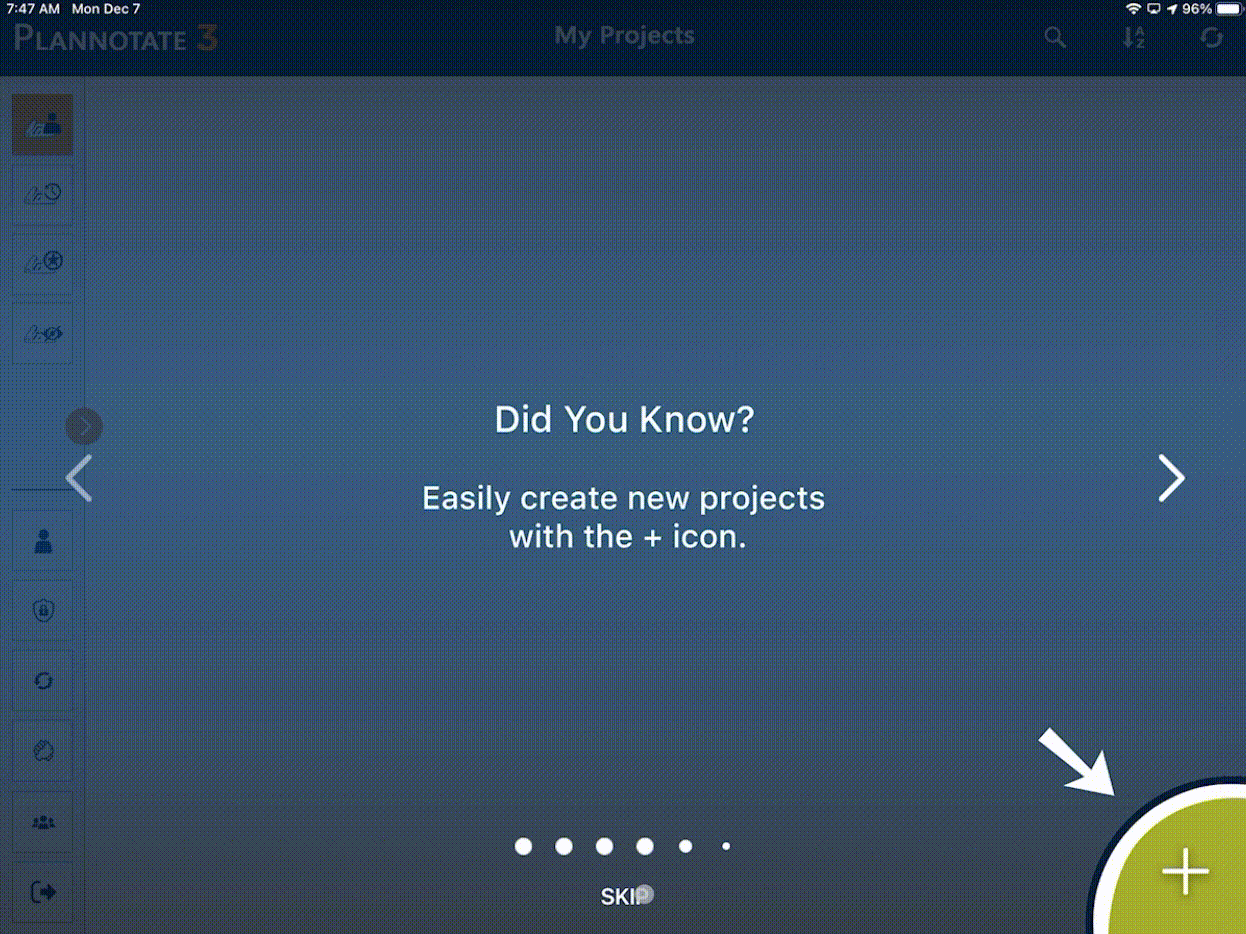 7:47 AM Mon Dec 7
96%
PLANNOTATE 3
My Projects
A
Z
Did You Know?
Easily create new projects
with the + icon.
SKIP